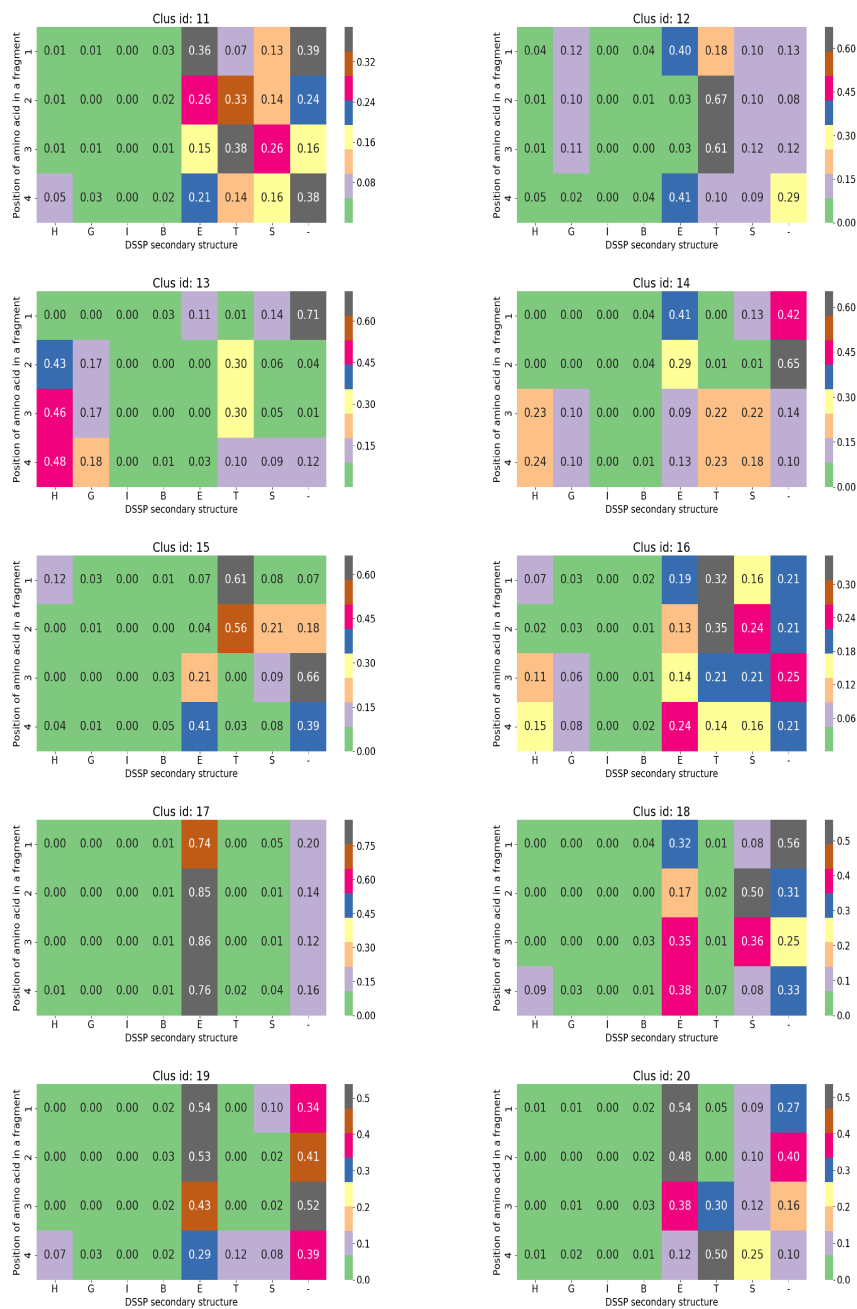 Clus id: 11
Position of amino acid in a fragment
1 0.01 0.01 0.00 0.03 0.36 0.07 0.13 0.39
2 0.01 0.00 0.00 0.02 0.26 0.33 0.14 0.24
3 0.01 0.01 0.00 0.01 0.15 0.38 0.26 0.16
4 0.05 0.03 0.00 0.02 0.21 0.14 0.16 0.38
H G I B E T S -
DSSP secondary structure
0.32
0.24
0.16
0.08
Clus id: 12
Position of amino acid in a fragment
1 0.04 0.12 0.00 0.04 0.40 0.18 0.10 0.13
2 0.01 0.10 0.00 0.01 0.03 0.67 0.10 0.08
3 0.01 0.11 0.00 0.00 0.03 0.61 0.12 0.12
4 0.05 0.02 0.00 0.04 0.41 0.10 0.09 0.29
H G I B E T S -
DSSP secondary structure
0.60
0.45
0.30
0.15
0.00
Clus id: 13
Position of amino acid in a fragment
1 0.00 0.00 0.00 0.03 0.11 0.01 0.14 0.71
2 0.43 0.17 0.00 0.00 0.00 0.30 0.06 0.04
3 0.46 0.17 0.00 0.00 0.00 0.30 0.05 0.01
4 0.48 0.18 0.00 0.01 0.03 0.10 0.09 0.12
H G I B E T S -
DSSP secondary structure
0.60
0.45
0.30
0.15
Clus id: 14
Position of amino acid in a fragment
1 0.00 0.00 0.00 0.04 0.41 0.00 0.13 0.42
2 0.00 0.00 0.00 0.04 0.29 0.01 0.01 0.65
3 0.23 0.10 0.00 0.00 0.09 0.22 0.22 0.14
4 0.24 0.10 0.00 0.01 0.13 0.23 0.18 0.10
H G I B E T S -
DSSP secondary structure
0.60
0.45
0.30
0.15
0.00
Clus id: 15
Position of amino acid in a fragment
1 0.12 0.03 0.00 0.01 0.07 0.61 0.08 0.07
2 0.00 0.01 0.00 0.00 0.04 0.56 0.21 0.18
3 0.00 0.00 0.00 0.03 0.21 0.00 0.09 0.66
4 0.04 0.01 0.00 0.05 0.41 0.03 0.08 0.39
H G I B E T S -
DSSP secondary structure
0.60
0.45
0.30
0.15
0.00
Clus id: 16
Position of amino acid in a fragment
1 0.07 0.03 0.00 0.02 0.19 0.32 0.16 0.21
2 0.02 0.03 0.00 0.01 0.13 0.35 0.24 0.21
3 0.11 0.06 0.00 0.01 0.14 0.21 0.21 0.25
4 0.15 0.08 0.00 0.02 0.24 0.14 0.16 0.21
H G I B E T S -
DSSP secondary structure
0.30
0.24
0.18
0.12
0.06
Clus id: 17
Position of amino acid in a fragment
1 0.00 0.00 0.00 0.01 0.74 0.00 0.05 0.20
2 0.00 0.00 0.00 0.01 0.85 0.00 0.01 0.14
3 0.00 0.00 0.00 0.01 0.86 0.00 0.01 0.12
4 0.01 0.00 0.00 0.01 0.76 0.02 0.04 0.16
H G I B E T S -
DSSP secondary structure
0.75
0.60
0.45
0.30
0.15
0.00
Clus id: 18
Position of amino acid in a fragment
1 0.00 0.00 0.00 0.04 0.32 0.01 0.08 0.56
2 0.00 0.00 0.00 0.01 0.17 0.02 0.50 0.31
3 0.00 0.00 0.00 0.03 0.35 0.01 0.36 0.25
4 0.09 0.03 0.00 0.01 0.38 0.07 0.08 0.33
H G I B E T S -
DSSP secondary structure
0.5
0.4
0.3
0.2
0.1
0.0
Clus id: 19
Position of amino acid in a fragment
1 0.00 0.00 0.00 0.02 0.54 0.00 0.10 0.34
2 0.00 0.00 0.00 0.03 0.53 0.00 0.02 0.41
3 0.00 0.00 0.00 0.02 0.43 0.00 0.02 0.52
4 0.07 0.03 0.00 0.02 0.29 0.12 0.08 0.39
H G I B E T S -
DSSP secondary structure
0.5
0.4
0.3
0.2
0.1
0.0
Clus id: 20
Position of amino acid in a fragment
1 0.01 0.01 0.00 0.02 0.54 0.05 0.09 0.27
2 0.00 0.00 0.00 0.02 0.48 0.00 0.10 0.40
3 0.00 0.01 0.00 0.03 0.38 0.30 0.12 0.16
4 0.01 0.02 0.00 0.01 0.12 0.50 0.25 0.10
H G I B E T S -
DSSP secondary structure
0.5
0.4
0.3
0.2
0.1
0.0